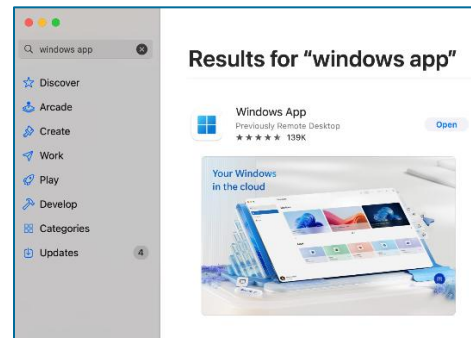 windows app
Discover
Arcade
Create
Work
Play
Develop
Categories
Updates 4
Results for “windows app”
Windows App
Previously Remote Desktop
★★★★★ 139K
Open
Your Windows
in the cloud